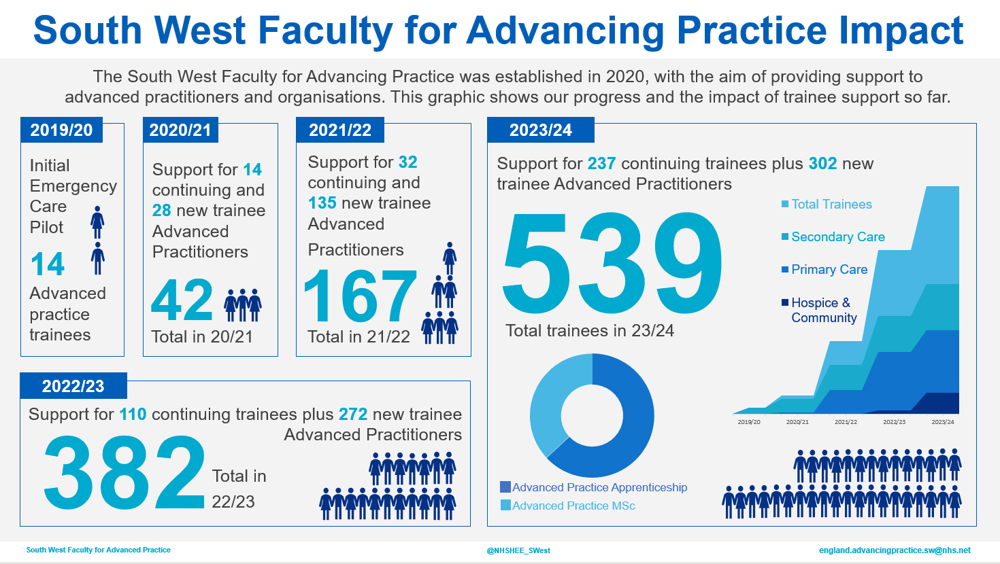 South West Faculty for Advancing Practice Impact
The South West Faculty for Advancing Practice was established in 2020, with the aim of providing support to
advanced practitioners and organisations. This graphic shows our progress and the impact of trainee support so far.
2019/20
Initial
Emergency
Care
Pilot
14
Advanced
practice
trainees
2020/21
Support for 14
continuing and
28 new trainee
Advanced
Practitioners
42
Total in 20/21
2021/22
Support for 32
continuing and
135 new trainee
Advanced
Practitioners
167
Total in 21/22
2022/23
Support for 110 continuing trainees plus 272 new trainee
Advanced Practitioners
382
Total in
22/23
2023/24
Support for 237 continuing trainees plus 302 new
trainee Advanced Practitioners
539
Total trainees in 23/24
Total Trainees
Secondary Care
Primary Care
Hospice &
Community
2019/20 2020/21 2021/22 2022/23 2023/24
Advanced Practice Apprenticeship
Advanced Practice MSc
South West Faculty for Advanced Practice
@NHSHEE_SWest
england.advancingpractice.sw@nhs.net